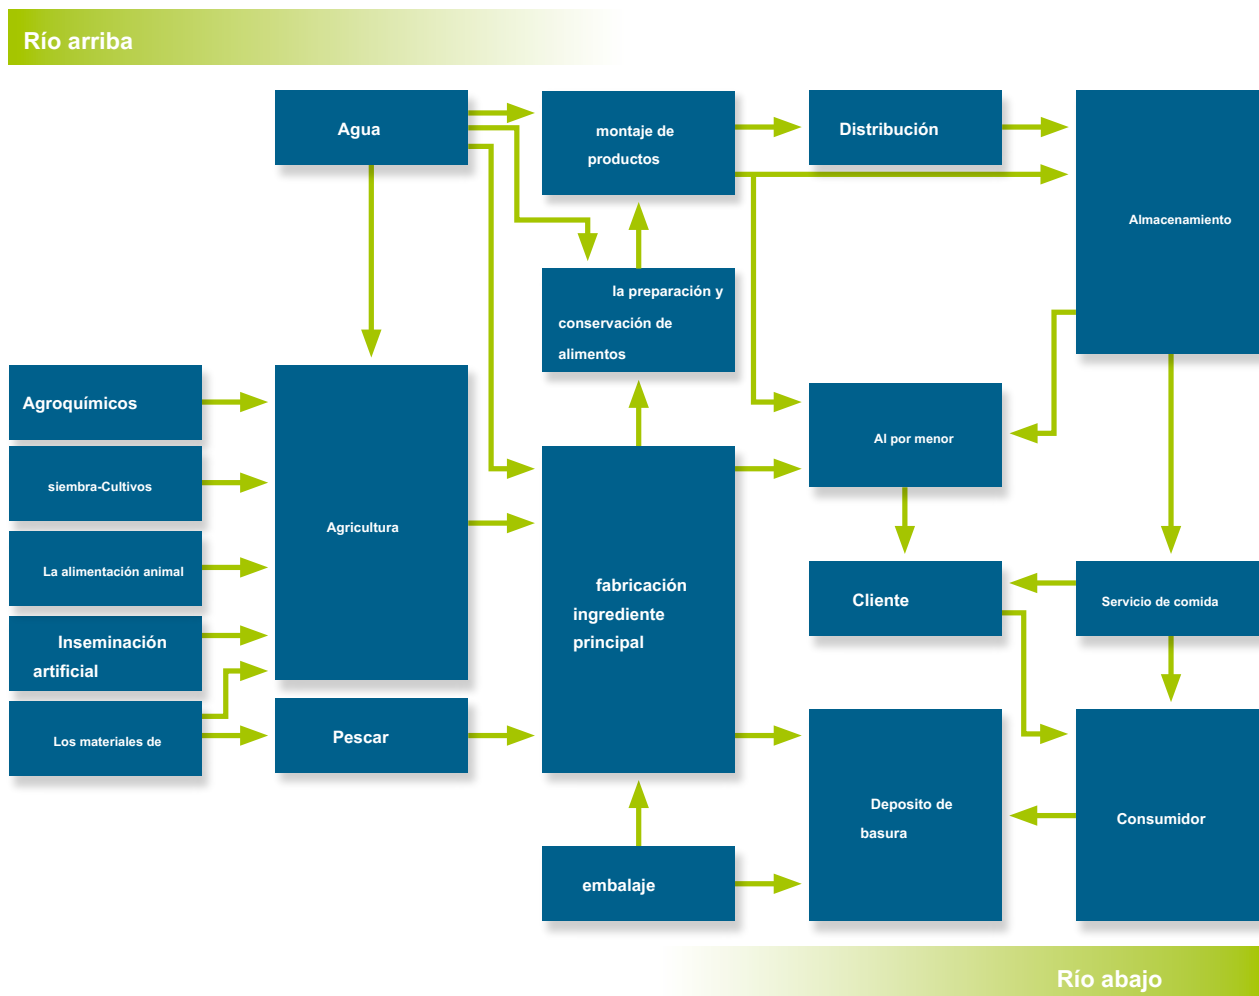 Río arriba
Agua
montaje de
productos
Distribución
Almacenamiento
la preparación y
conservación de
alimentos
Agroquímicos
siembra-Cultivos
La alimentación animal
Inseminación
artificial
Los materiales de
Agricultura
Pescar
fabricación
ingrediente
principal
embalaje
Al por menor
Cliente
Servicio de comida
Deposito de
basura
Consumidor
Río abajo